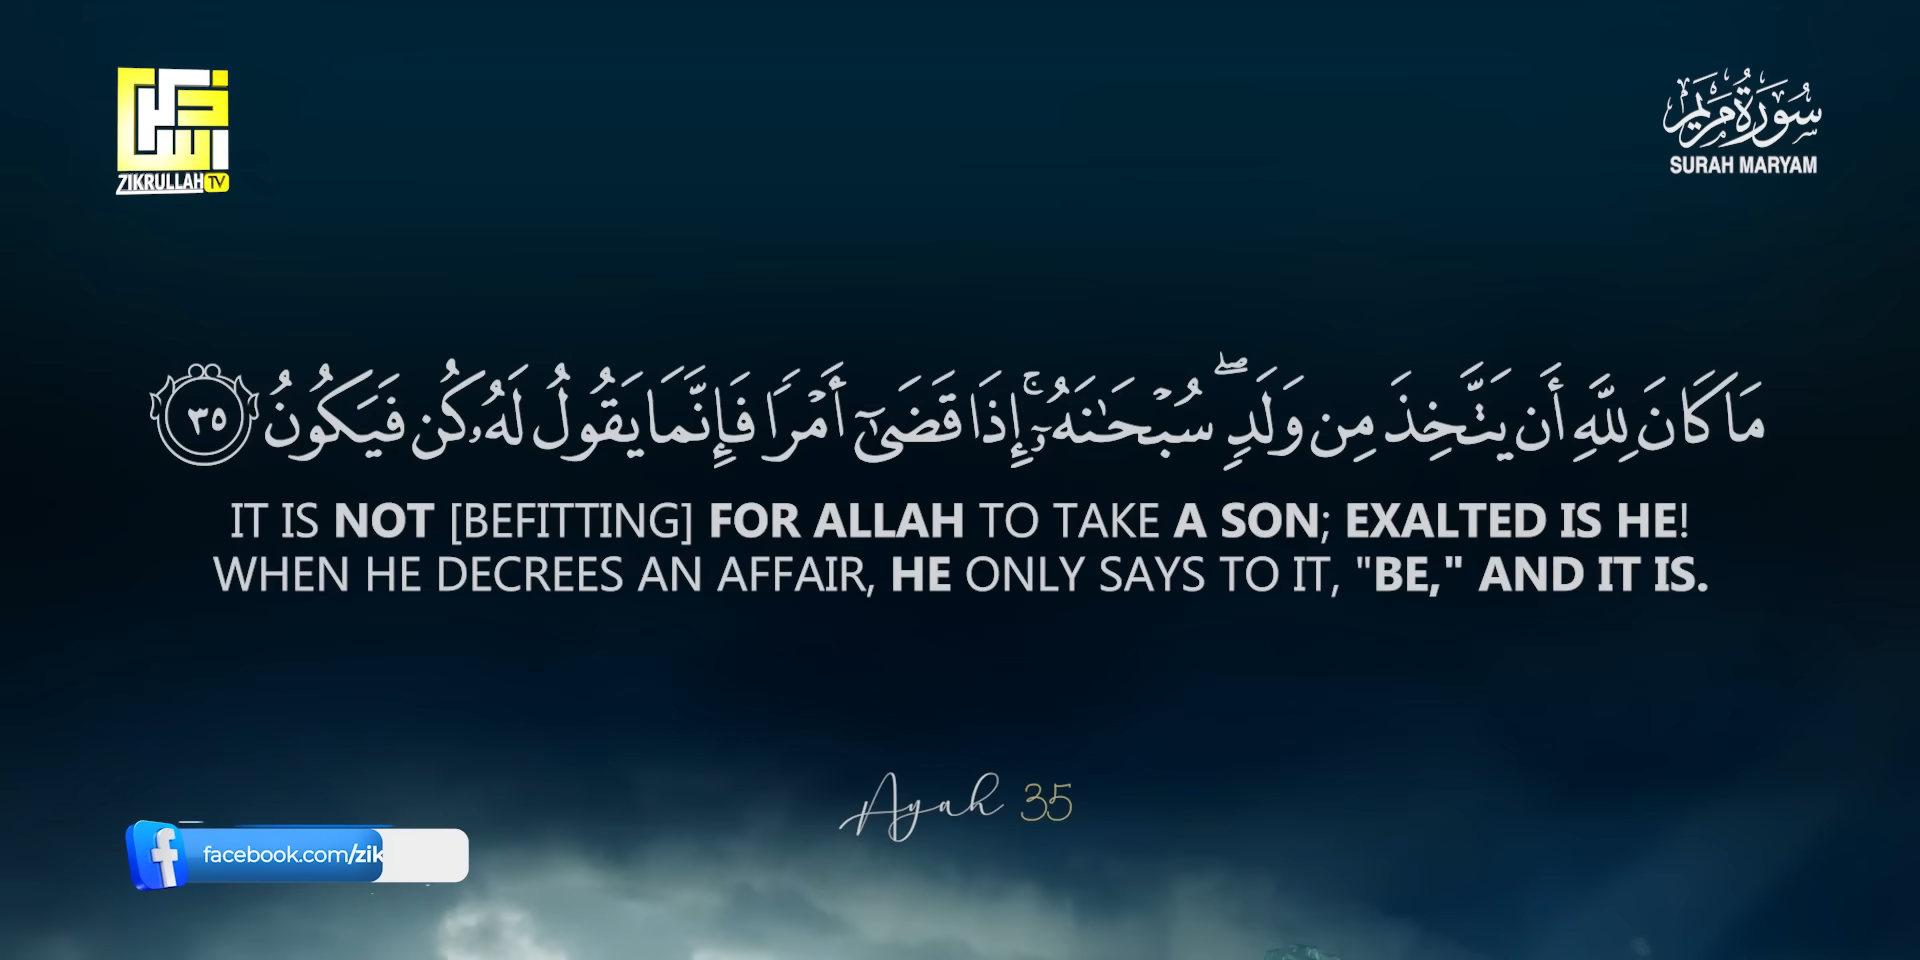 ZIKRULLAH TV
سُورَةُ مَرْيَم
SURAH MARYAM
مَا كَانَ لِلَّهِ أَن يَتَّخِذَ مِن وَلَدٍۖ سُبْحَـٰنَهُۥٓۚ إِذَا قَضَىٰٓ أَمْرًا فَإِنَّمَا يَقُولُ لَهُۥ كُن فَيَكُونُ ٣٥
IT IS NOT [BEFITTING] FOR ALLAH TO TAKE A SON; EXALTED IS HE!
WHEN HE DECREES AN AFFAIR, HE ONLY SAYS TO IT, "BE," AND IT IS.
Ayah 35
facebook.com/zik